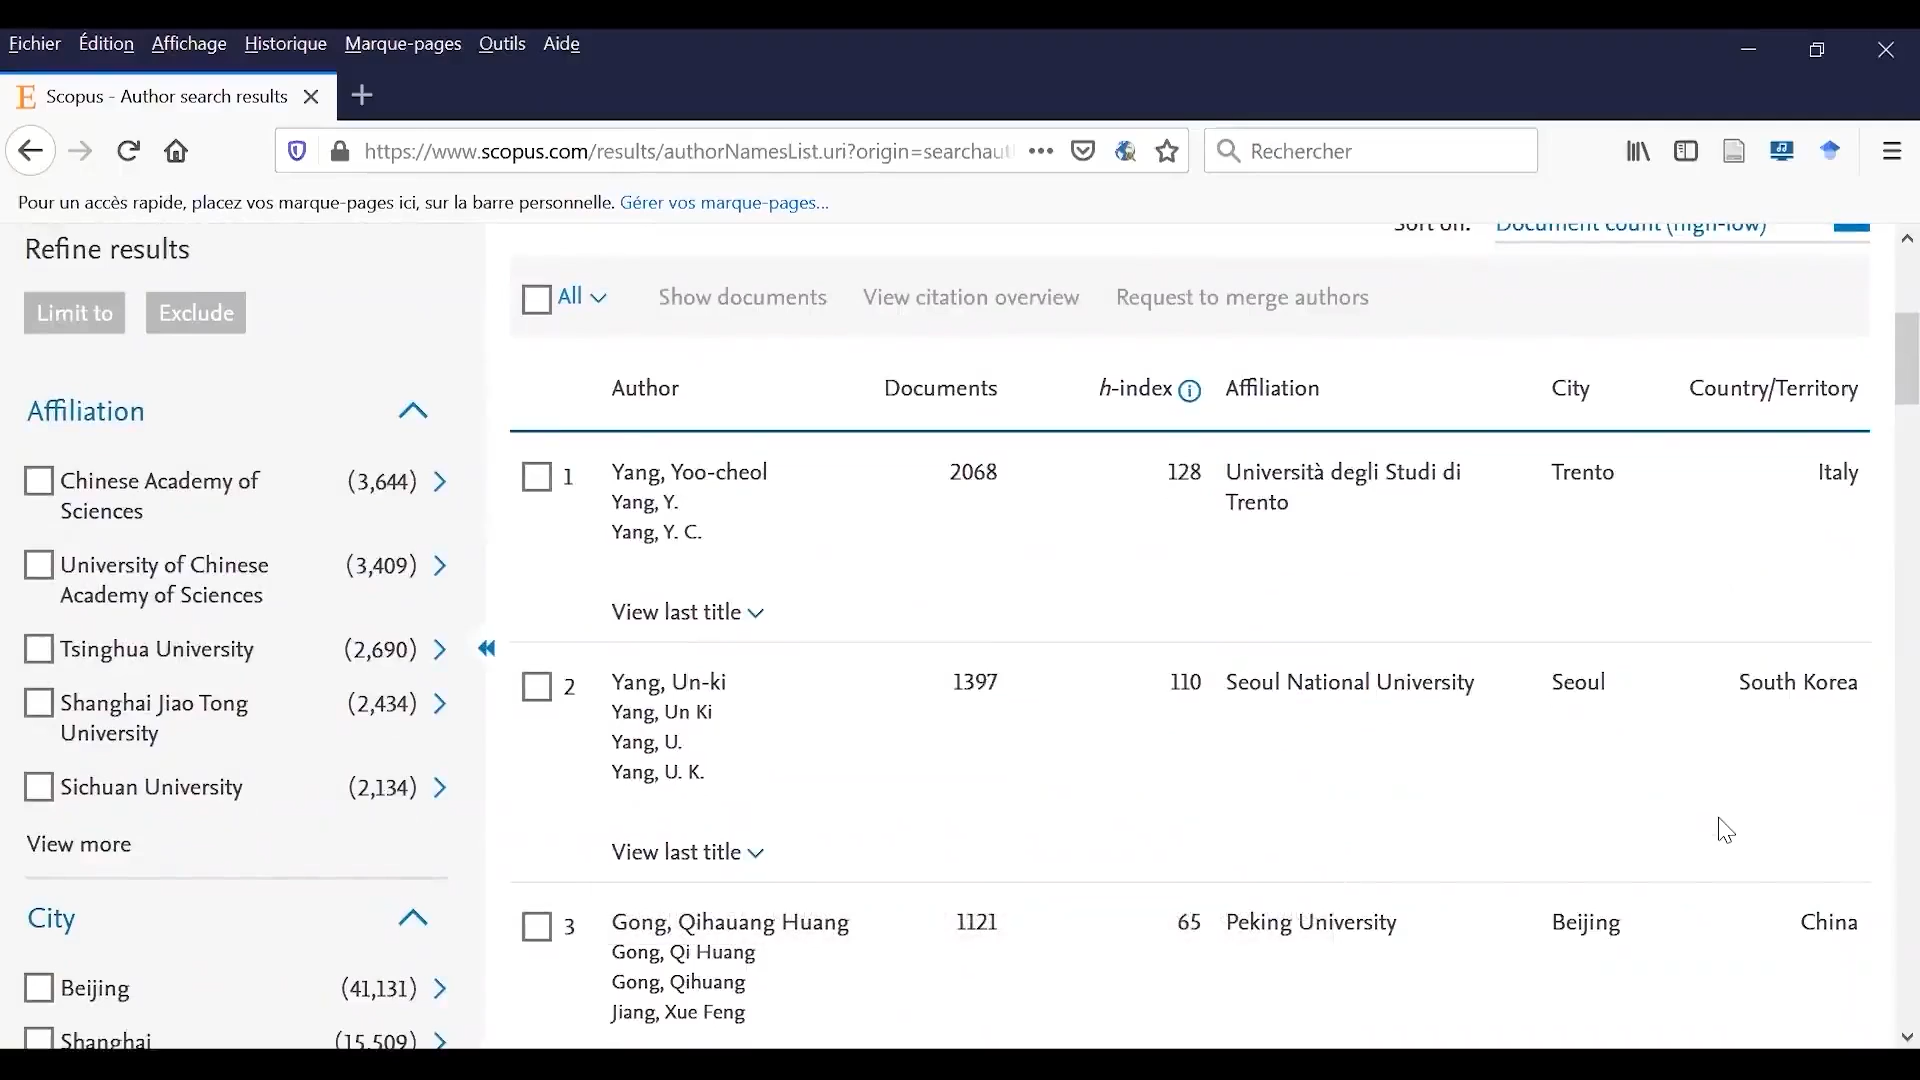 Fichier Édition Affichage Historique Marque-pages Outils Aide
Scopus - Author search results
https://www.scopus.com/results/authorNamesList.uri?origin=searchaut
Rechercher
Pour un accès rapide, placez vos marque-pages ici, sur la barre personnelle. Gérer vos marque-pages...
Refine results
Limit to Exclude
Affiliation
Chinese Academy of Sciences (3,644)
University of Chinese Academy of Sciences (3,409)
Tsinghua University (2,690)
Shanghai Jiao Tong University (2,434)
Sichuan University (2,134)
View more
City
Beijing (41,131)
Shanghai (15,509)
Sort on: Document count (high-low)
All Show documents View citation overview Request to merge authors
Author Documents h-index Affiliation City Country/Territory
1 Yang, Yoo-cheol 2068 128 Università degli Studi di Trento Trento Italy
Yang, Y.
Yang, Y. C.
View last title
2 Yang, Un-ki 1397 110 Seoul National University Seoul South Korea
Yang, Un Ki
Yang, U.
Yang, U. K.
View last title
3 Gong, Qihauang Huang 1121 65 Peking University Beijing China
Gong, Qi Huang
Gong, Qihuang
Jiang, Xue Feng